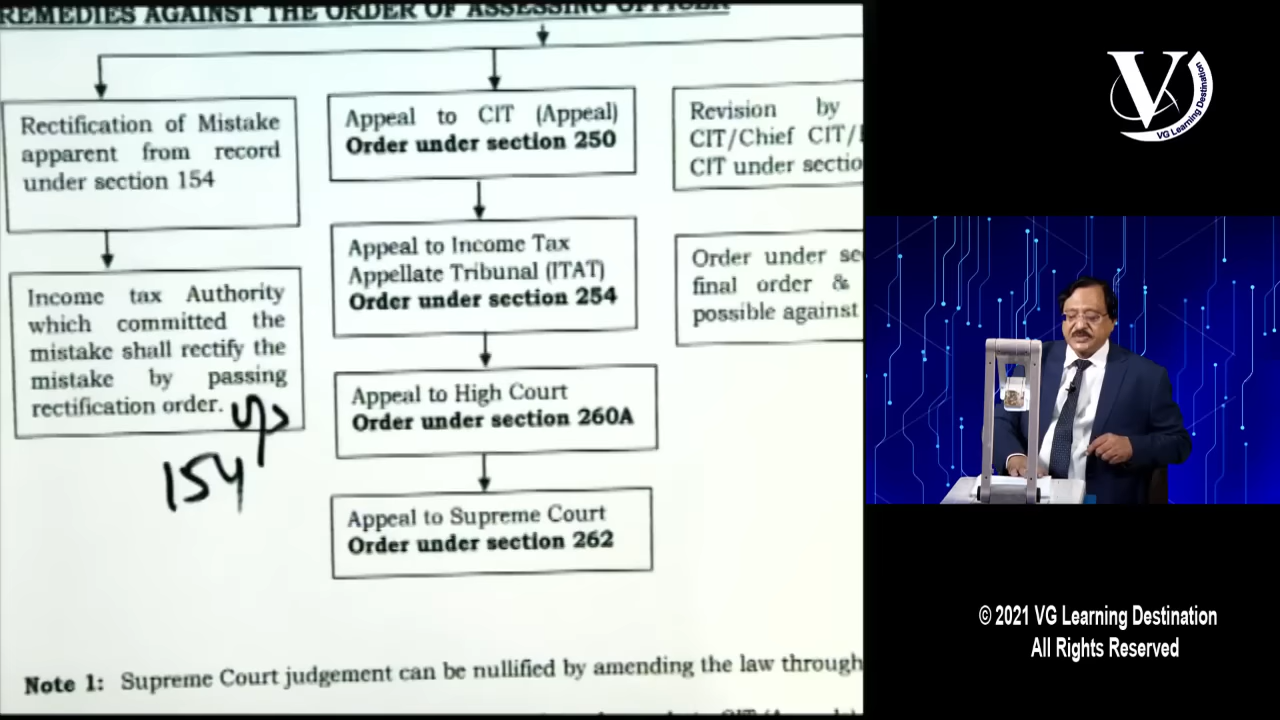 REMEDIES AGAINST THE ORDER OF ASSESSING OFFICER
Rectification of Mistake
apparent from record
under section 154
Income tax Authority
which committed the
mistake shall rectify the
mistake by passing
rectification order.
154
Appeal to CIT (Appeal)
Order under section 250
Appeal to Income Tax
Appellate Tribunal (ITAT)
Order under section 254
Appeal to High Court
Order under section 260A
Appeal to Supreme Court
Order under section 262
Revision by
CIT/Chief CIT/
CIT under sectio
Order under se
final order &
possible against
Note 1: Supreme Court judgement can be nullified by amending the law through
V
VG Learning Destination
© 2021 VG Learning Destination
All Rights Reserved